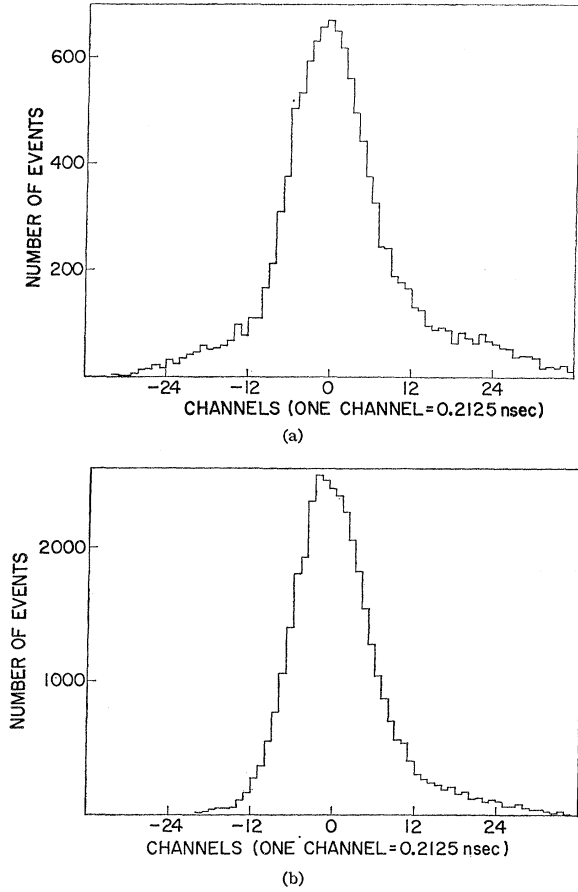 600
400
200
NUMBER OF EVENTS
-24 -12 0 12 24
CHANNELS (ONE CHANNEL=0.2125 nsec)
(a)
2000
1000
NUMBER OF EVENTS
-24 -12 0 12 24
CHANNELS (ONE CHANNEL=0.2125 nsec)
(b)